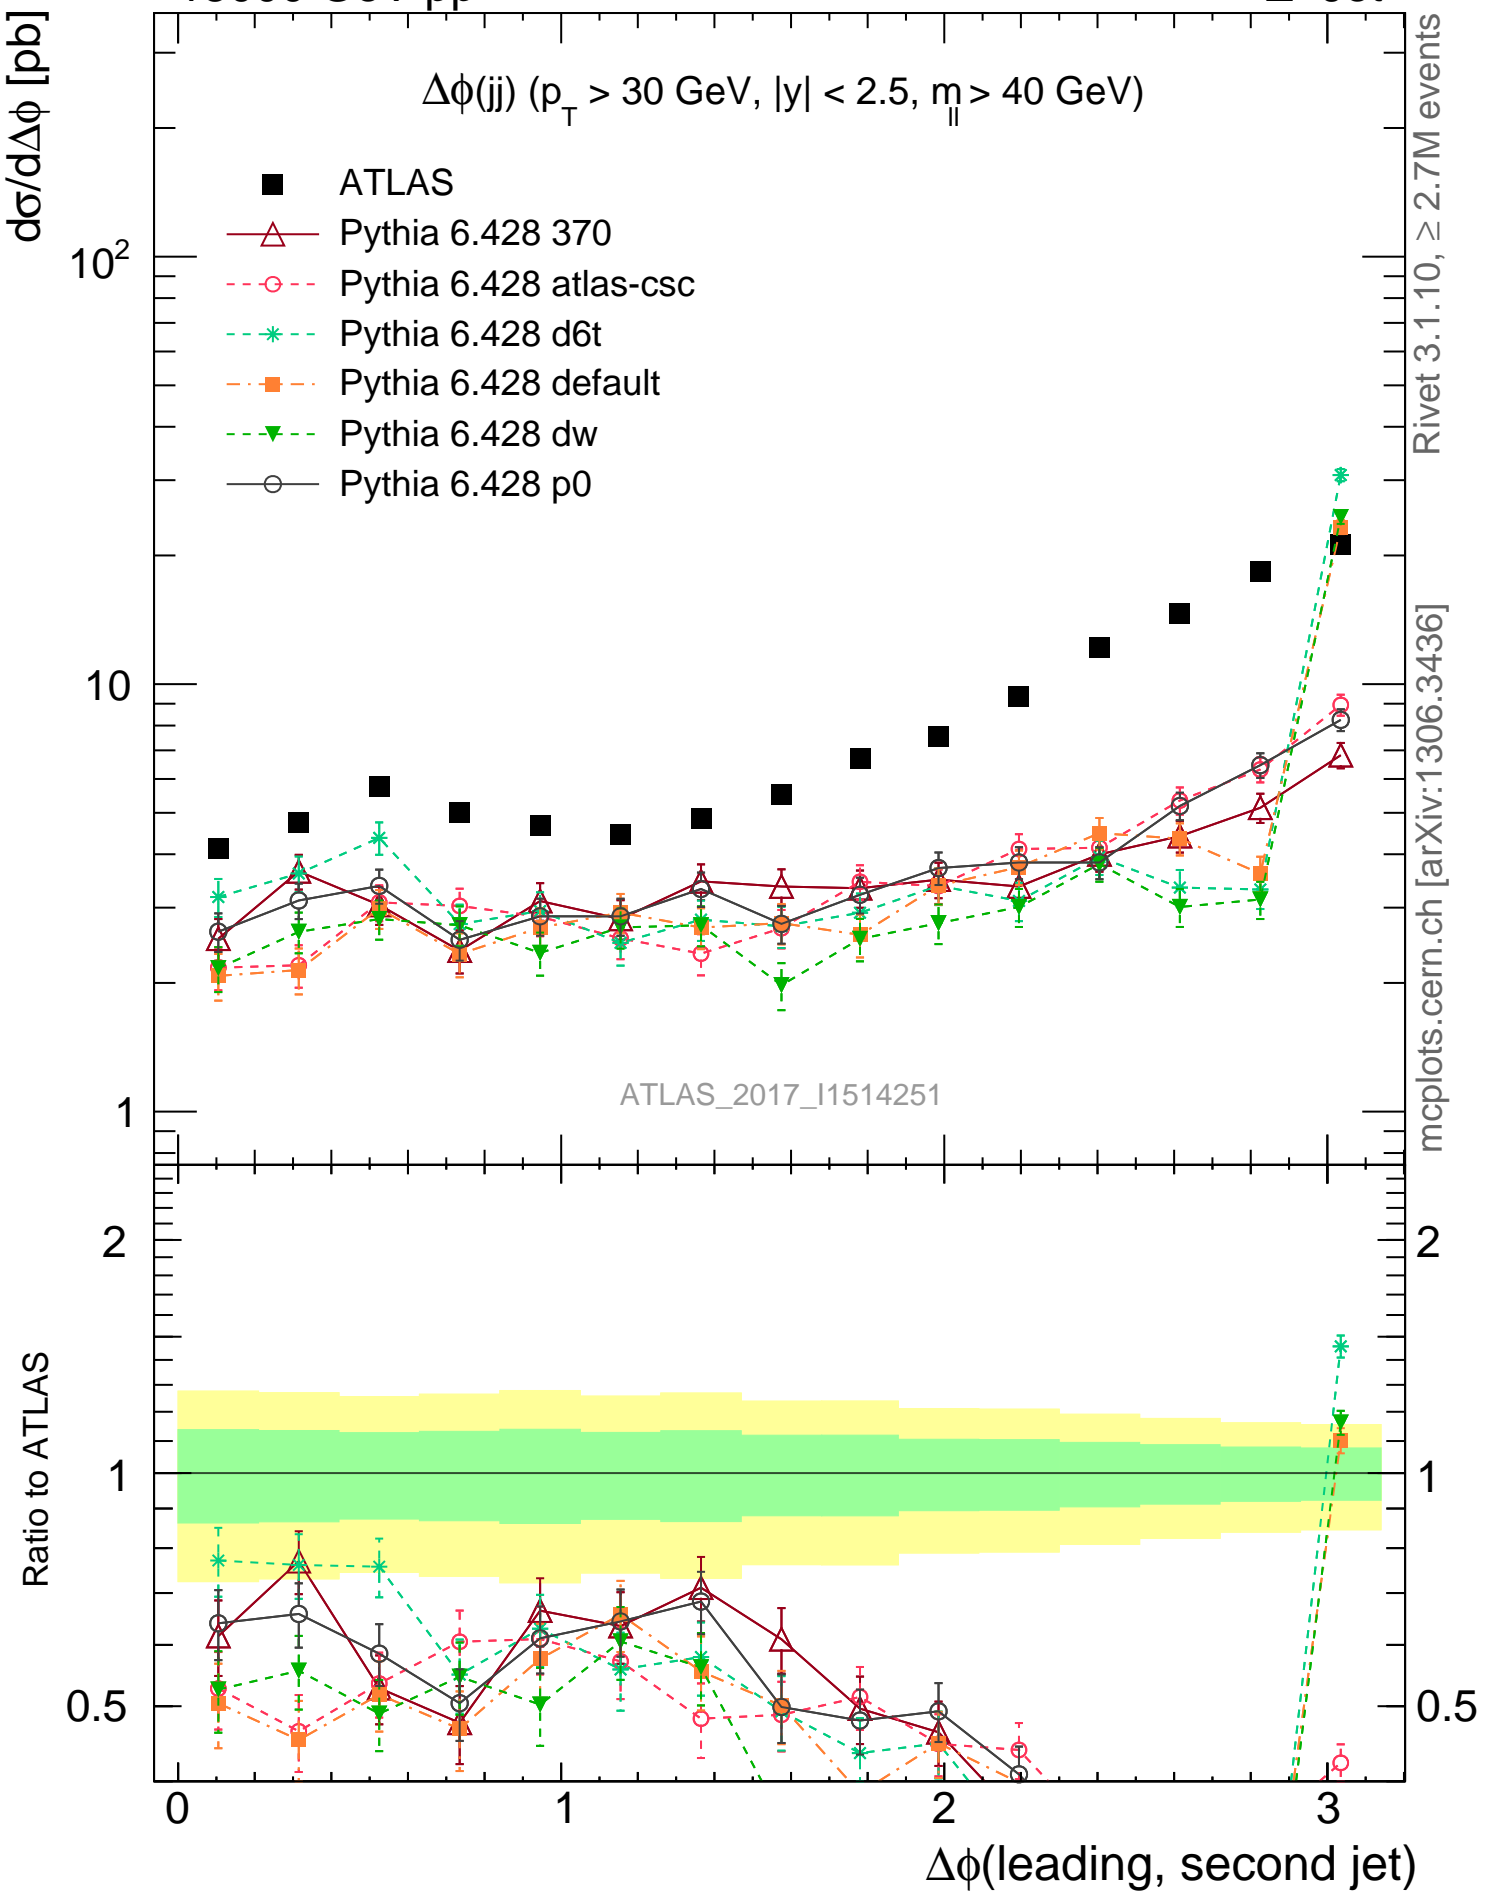 dσ/dΔϕ [pb]
Δϕ(jj) (p_T > 30 GeV, |y| < 2.5, m_ll > 40 GeV)
ATLAS
Pythia 6.428 370
Pythia 6.428 atlas-csc
Pythia 6.428 d6t
Pythia 6.428 default
Pythia 6.428 dw
Pythia 6.428 p0
10²
10
1
ATLAS_2017_I1514251
Rivet 3.1.10, ≥ 2.7M events
mcplots.cern.ch [arXiv:1306.3436]
Ratio to ATLAS
2
1
0.5
2
1
0.5
0 1 2 3
Δϕ(leading, second jet)